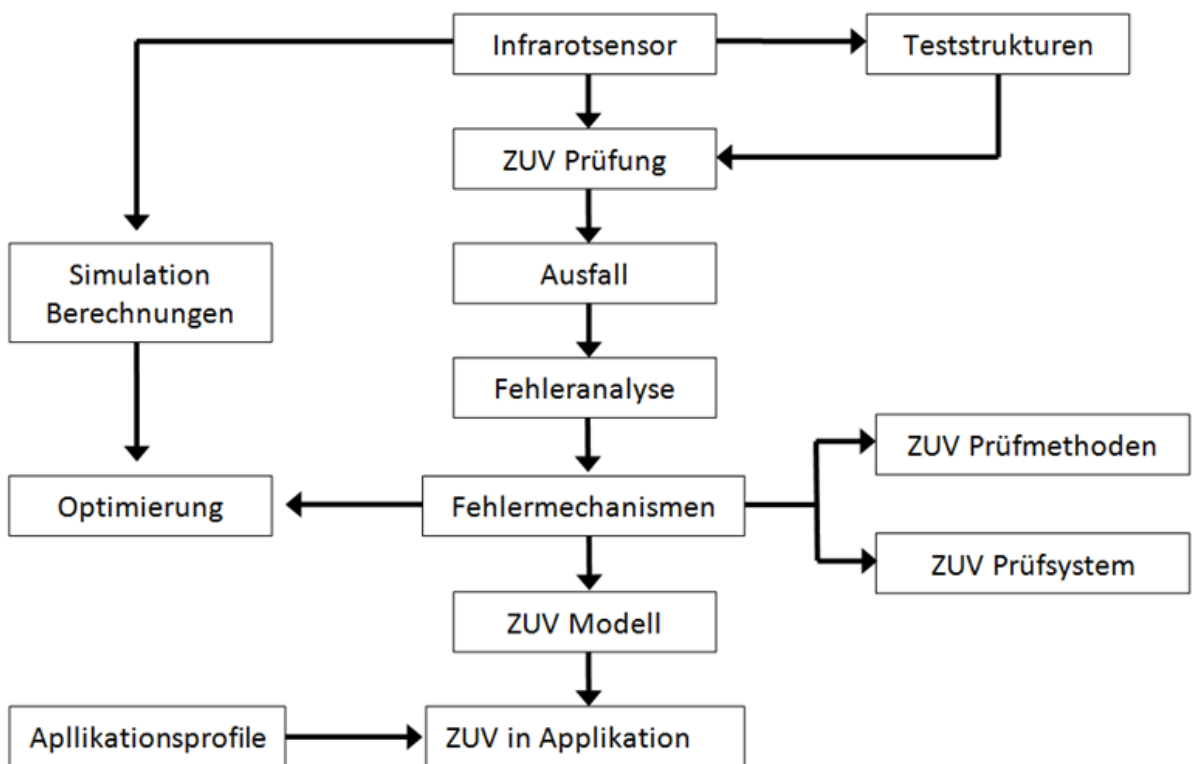 Infrarotsensor
Teststrukturen
ZUV Prüfung
Simulation
Berechnungen
Ausfall
Fehleranalyse
ZUV Prüfmethoden
Optimierung
Fehlermechanismen
ZUV Prüfsystem
ZUV Modell
Apllikationsprofile
ZUV in Applikation